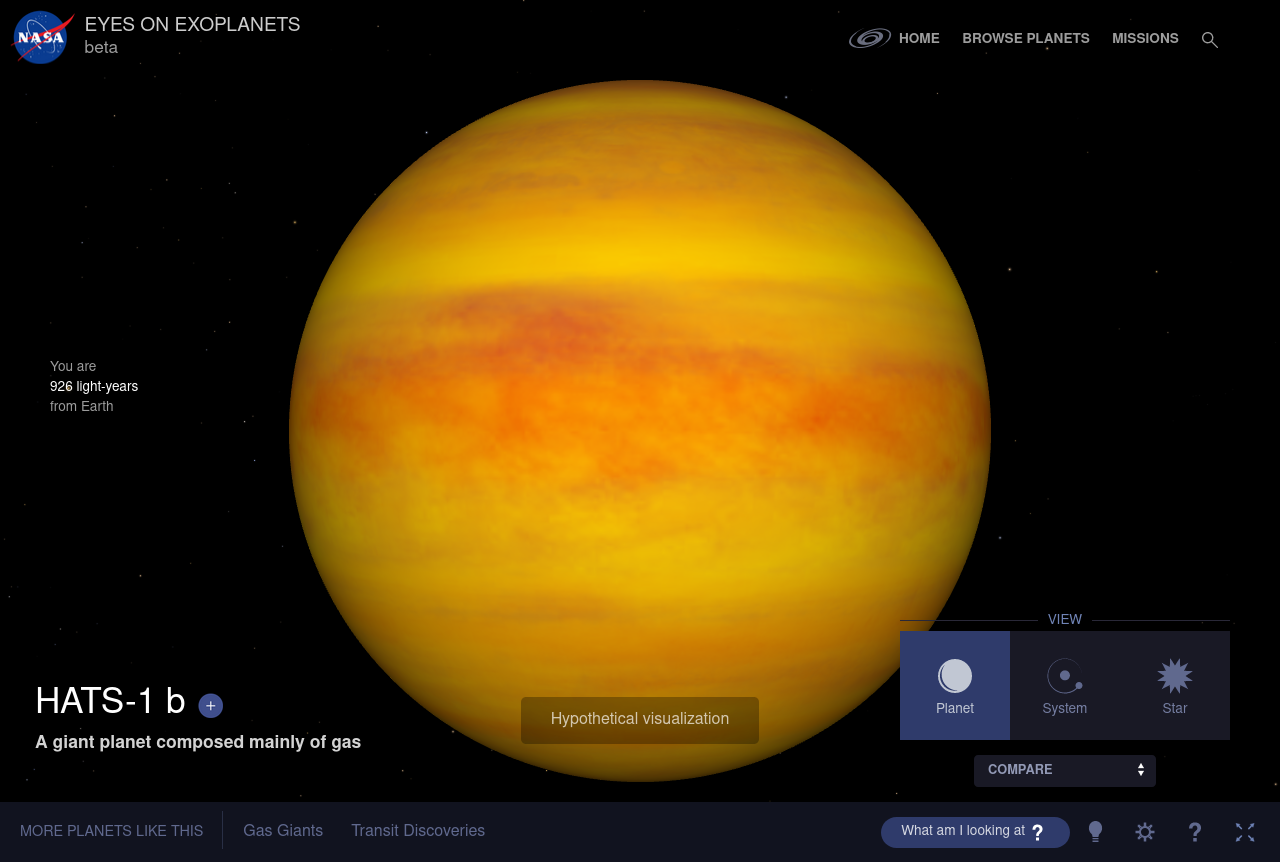 NASA
EYES ON EXOPLANETS
beta
HOME
BROWSE PLANETS
MISSIONS
You are
926 light-years
from Earth
VIEW
Planet
System
Star
COMPARE
HATS-1 b +
A giant planet composed mainly of gas
Hypothetical visualization
MORE PLANETS LIKE THIS
Gas Giants
Transit Discoveries
What am I looking at ?
?